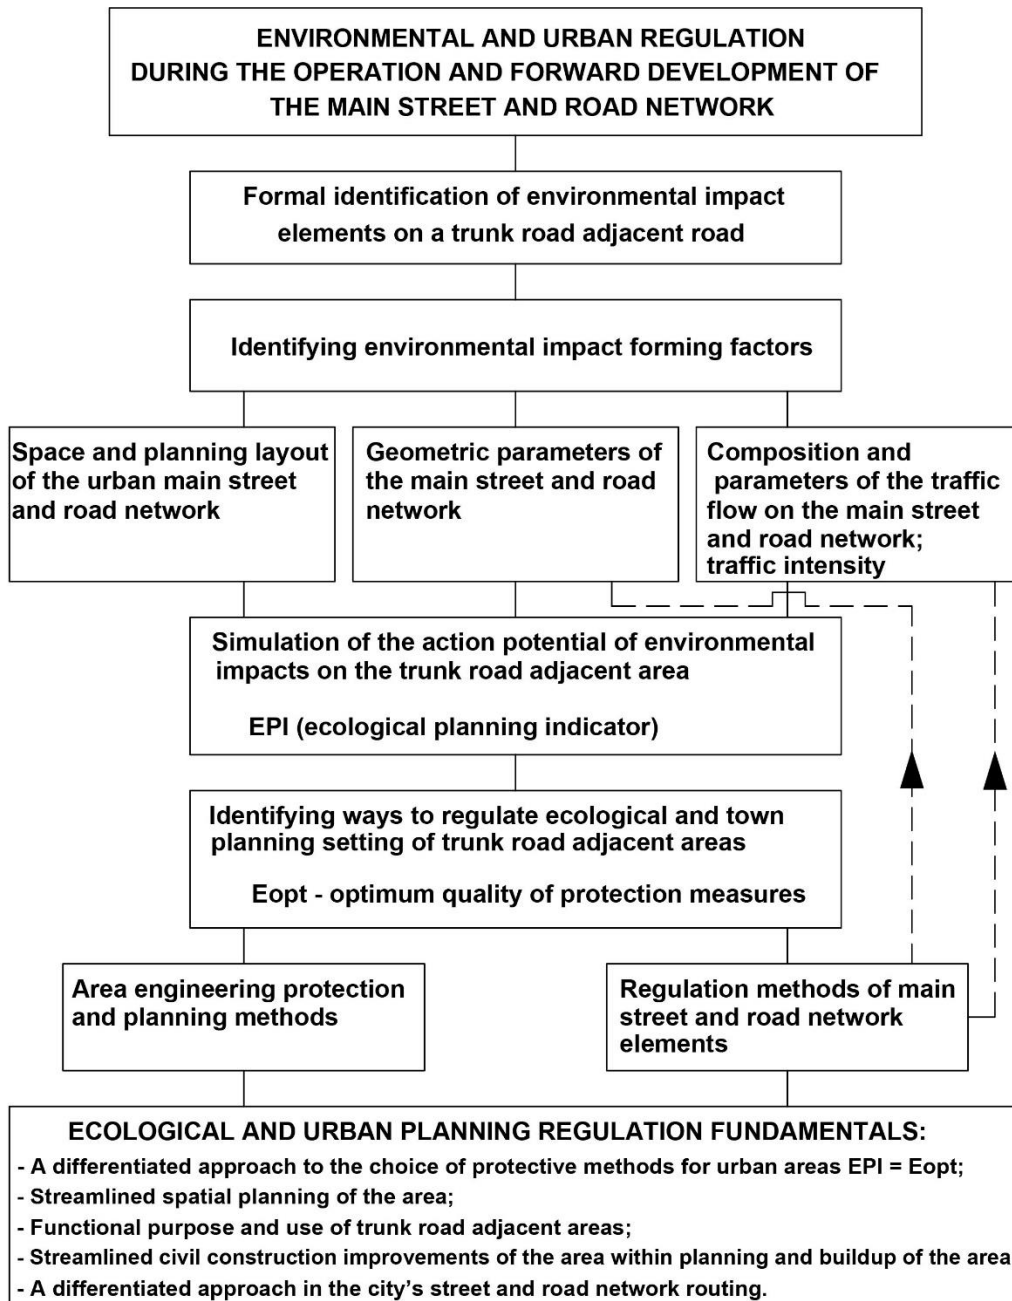 ENVIRONMENTAL AND URBAN REGULATION
DURING THE OPERATION AND FORWARD DEVELOPMENT OF
THE MAIN STREET AND ROAD NETWORK
Formal identification of environmental impact
elements on a trunk road adjacent road
Identifying environmental impact forming factors
Space and planning layout
of the urban main street
and road network
Geometric parameters of
the main street and road
network
Composition and
parameters of the traffic
flow on the main street
and road network;
traffic intensity
Simulation of the action potential of environmental
impacts on the trunk road adjacent area
EPI (ecological planning indicator)
Identifying ways to regulate ecological and town
planning setting of trunk road adjacent areas
Eopt - optimum quality of protection measures
Area engineering protection
and planning methods
Regulation methods of main
street and road network
elements
ECOLOGICAL AND URBAN PLANNING REGULATION FUNDAMENTALS:
- A differentiated approach to the choice of protective methods for urban areas EPI = Eopt;
- Streamlined spatial planning of the area;
- Functional purpose and use of trunk road adjacent areas;
- Streamlined civil construction improvements of the area within planning and buildup of the area
- A differentiated approach in the city's street and road network routing.